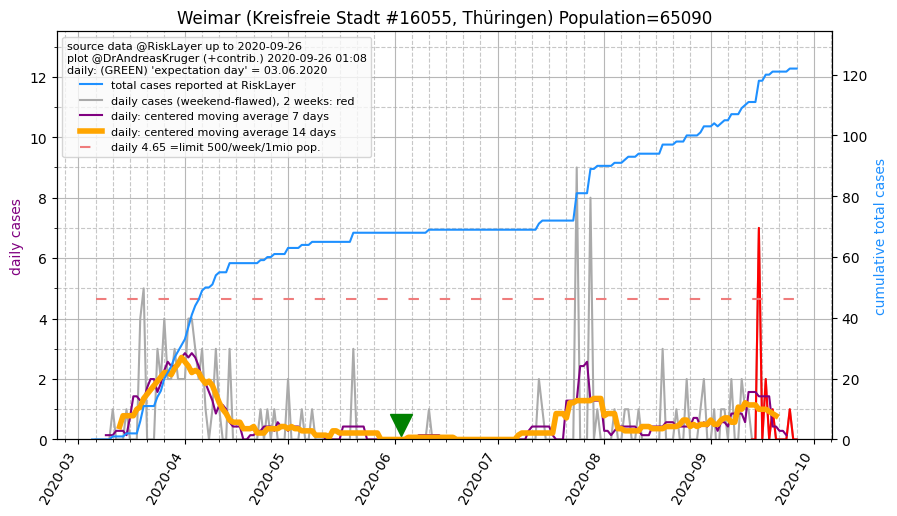 Weimar (Kreisfreie Stadt #16055, Thüringen) Population=65090
source data @RiskLayer up to 2020-09-26
plot @DrAndreasKruger (+contrib.) 2020-09-26 01:08
daily: (GREEN) 'expectation day' = 03.06.2020
total cases reported at RiskLayer
daily cases (weekend-flawed), 2 weeks: red
daily: centered moving average 7 days
daily: centered moving average 14 days
daily 4.65 =limit 500/week/1mio pop.
daily cases
12
10
8
6
4
2
0
cumulative total cases
120
100
80
60
40
20
0
2020-03
2020-04
2020-05
2020-06
2020-07
2020-08
2020-09
2020-10